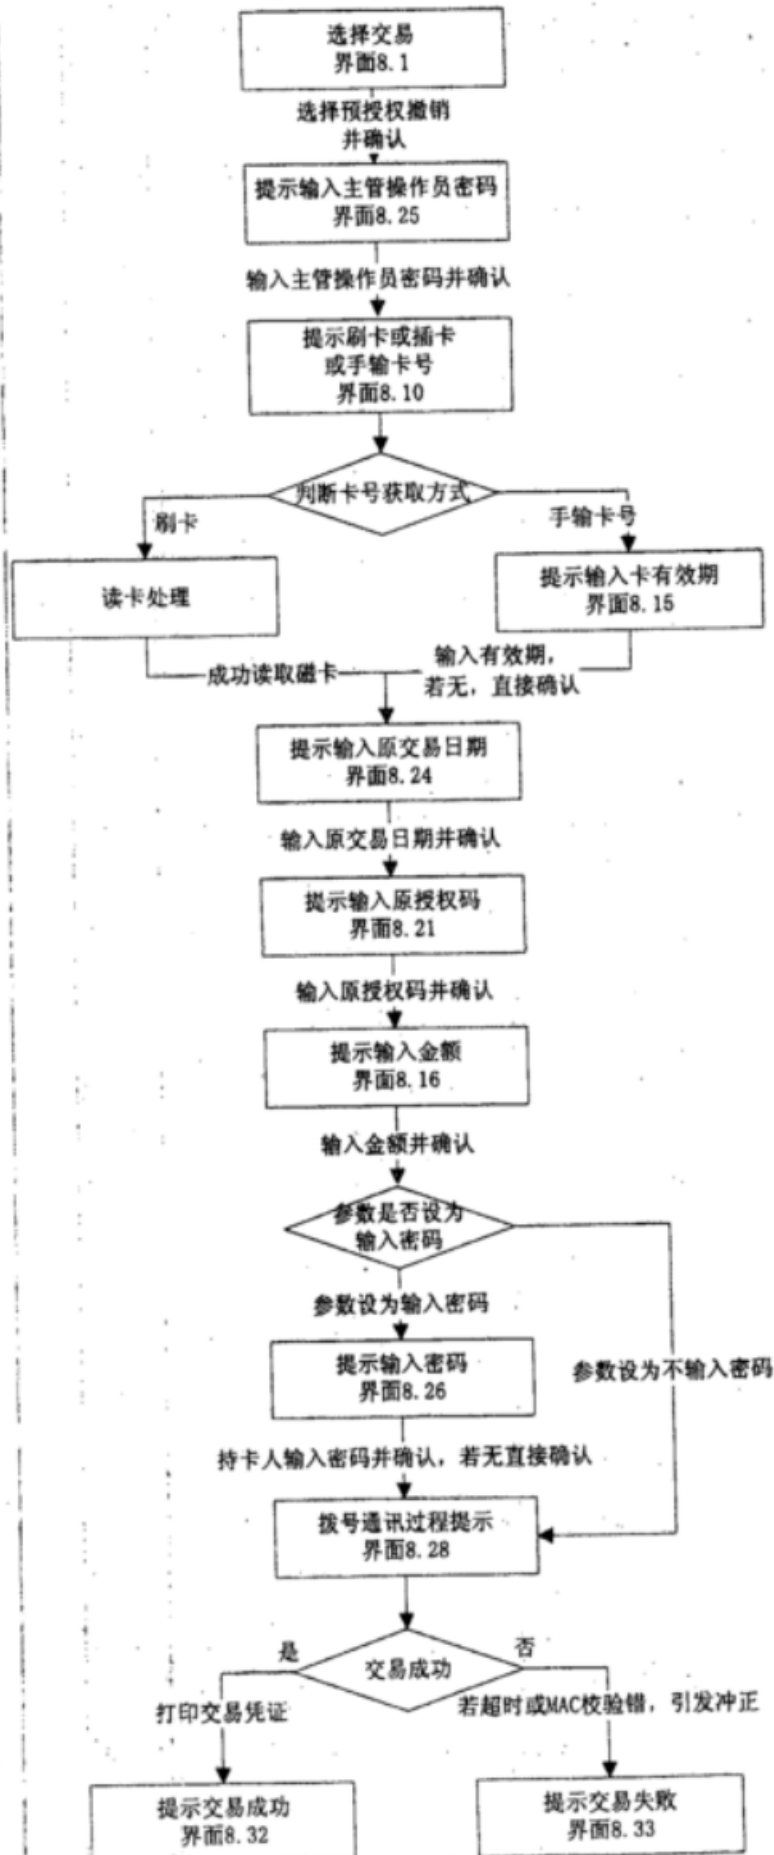 选择交易
界面8.1
选择预授权撤销
并确认
提示输入主管操作员密码
界面8.25
输入主管操作员密码并确认
提示刷卡或插卡
或手输卡号
界面8.10
判断卡号获取方式
刷卡
手输卡号
读卡处理
提示输入卡有效期
界面8.15
成功读取磁卡
输入有效期，
若无，直接确认
提示输入原交易日期
界面8.24
输入原交易日期并确认
提示输入原授权码
界面8.21
输入原授权码并确认
提示输入金额
界面8.16
输入金额并确认
参数是否设为
输入密码
参数设为输入密码
提示输入密码
界面8.26
参数设为不输入密码
持卡人输入密码并确认，若无直接确认
拨号通讯过程提示
界面8.28
是
否
交易成功
打印交易凭证
若超时或MAC校验错，引发冲正
提示交易成功
界面8.32
提示交易失败
界面8.33